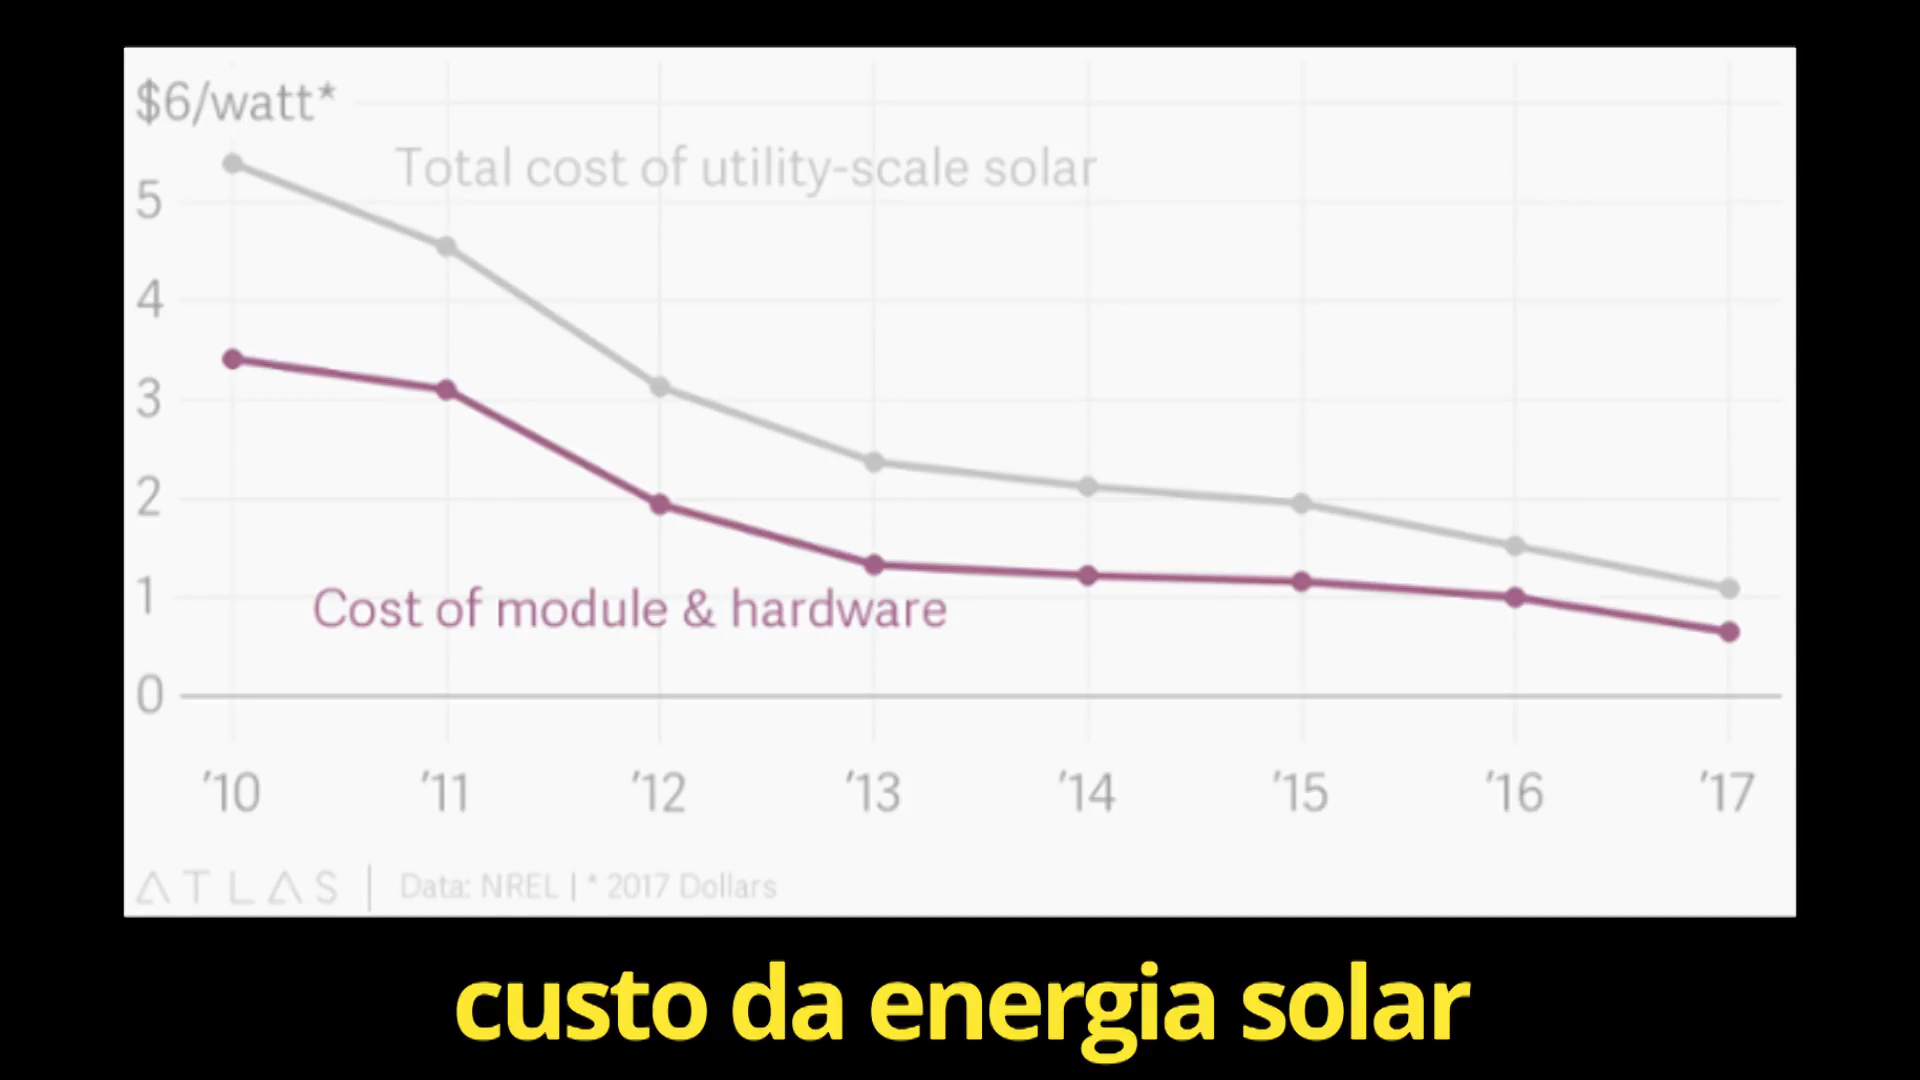 $6/watt*
Total cost of utility-scale solar
5
4
3
2
1
Cost of module & hardware
0
'10 '11 '12 '13 '14 '15 '16 '17
ATLAS | Data: NREL | * 2017 Dollars
custo da energia solar